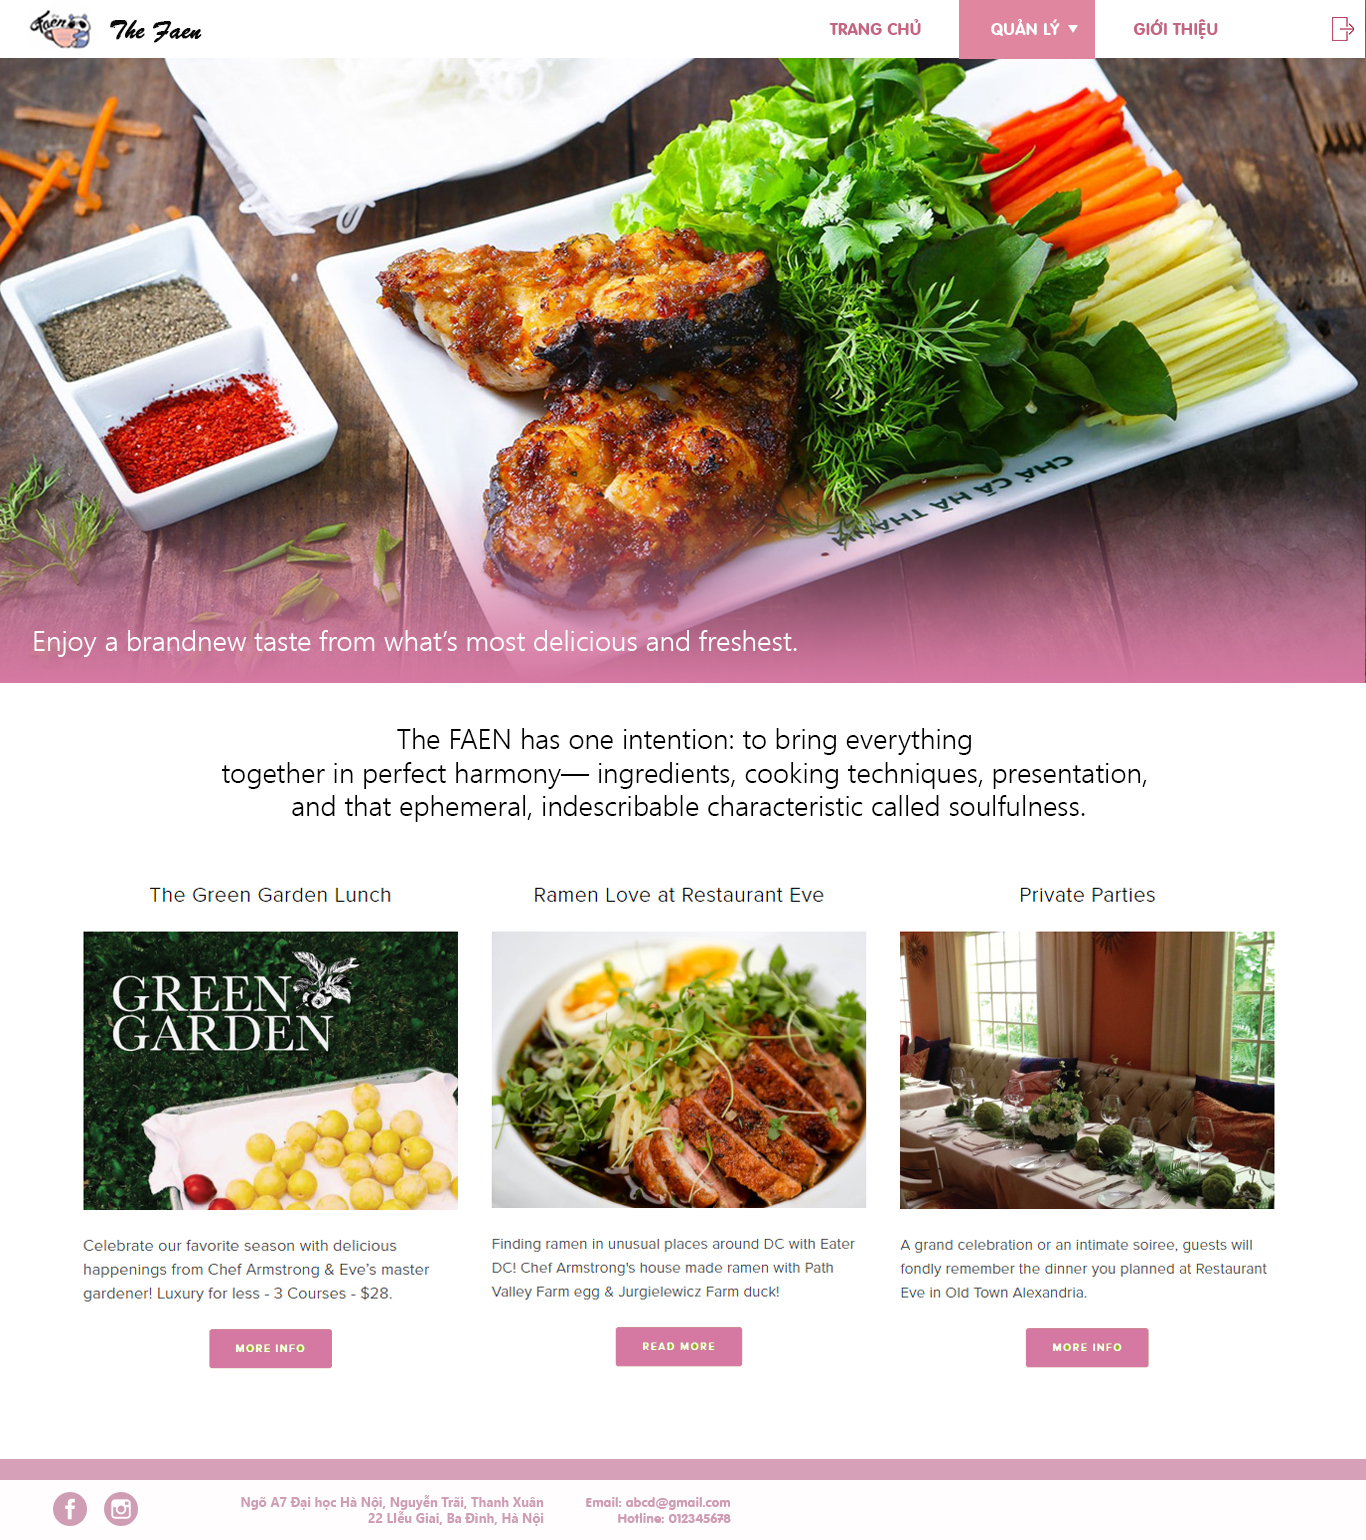 Faen
The Faen
TRANG CHỦ
QUẢN LÝ
GIỚI THIỆU
CHẢ CÁ HÀ THÀNH
Enjoy a brandnew taste from what’s most delicious and freshest.
The FAEN has one intention: to bring everything
together in perfect harmony— ingredients, cooking techniques, presentation,
and that ephemeral, indescribable characteristic called soulfulness.
The Green Garden Lunch
GREEN
GARDEN
Celebrate our favorite season with delicious
happenings from Chef Armstrong & Eve’s master
gardener! Luxury for less - 3 Courses - $28.
MORE INFO
Ramen Love at Restaurant Eve
Finding ramen in unusual places around DC with Eater
DC! Chef Armstrong's house made ramen with Path
Valley Farm egg & Jurgielewicz Farm duck!
READ MORE
Private Parties
A grand celebration or an intimate soiree, guests will
fondly remember the dinner you planned at Restaurant
Eve in Old Town Alexandria.
MORE INFO
Ngõ A7 Đại học Hà Nội, Nguyễn Trãi, Thanh Xuân
22 Llễu Giai, Ba Đình, Hà Nội
Email: abcd@gmail.com
Hotline: 012345678